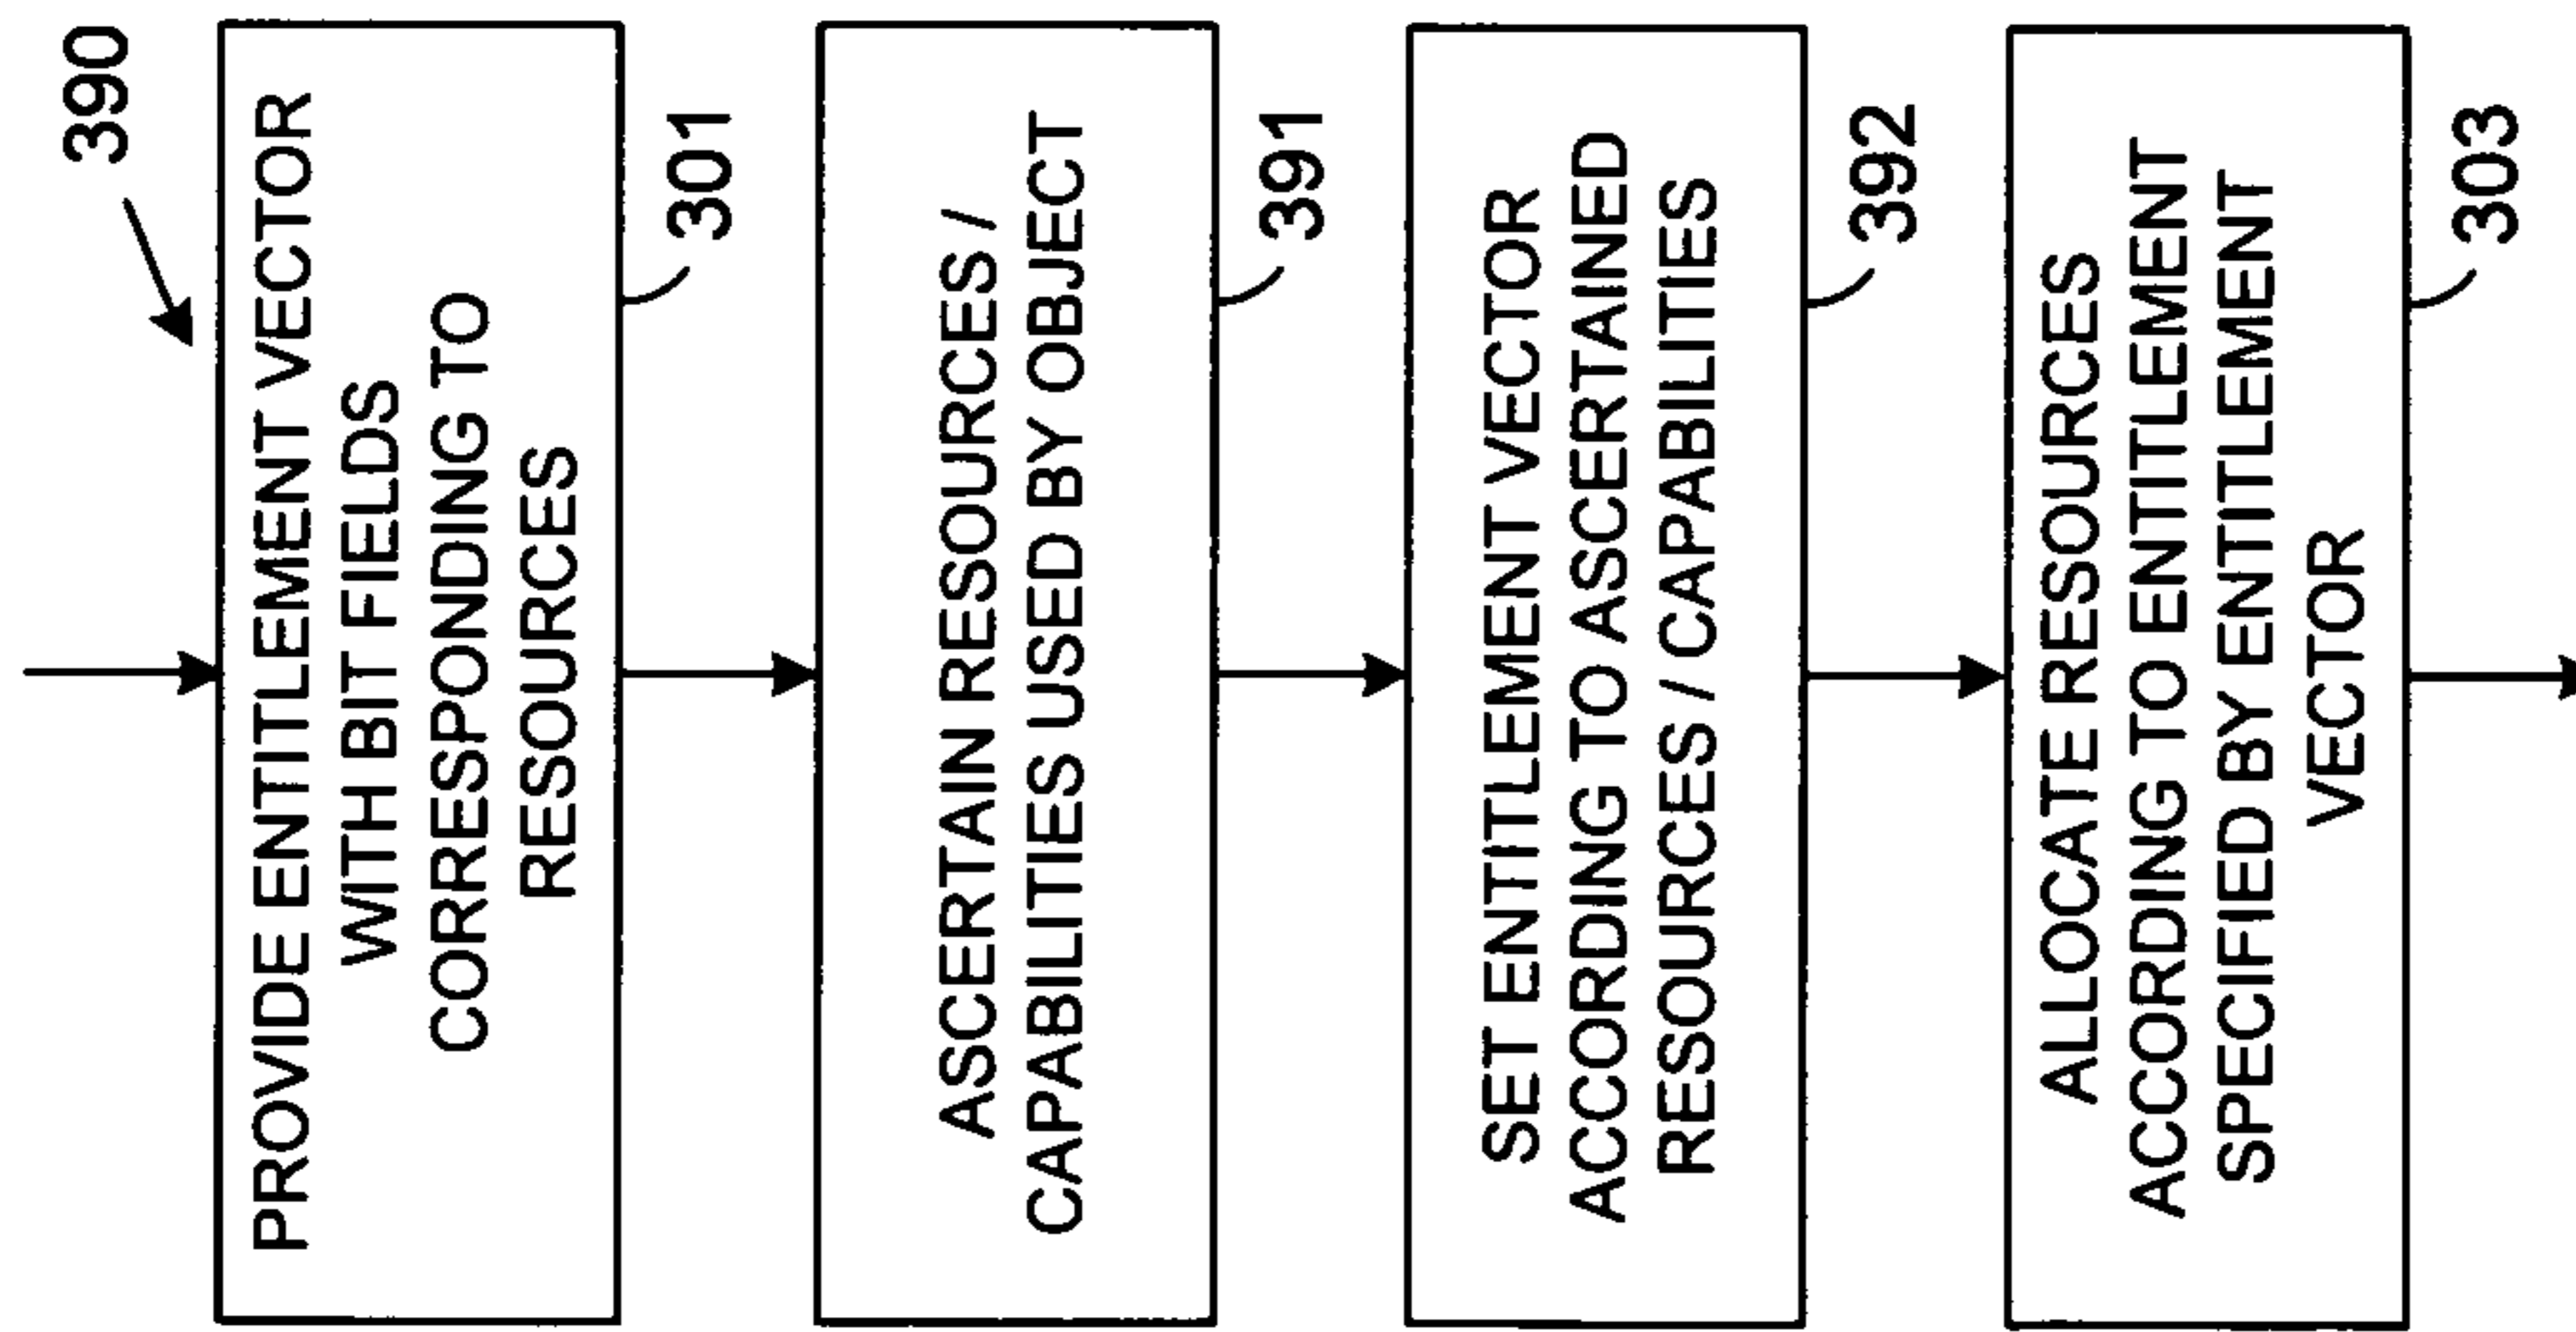 390
PROVIDE ENTITLEMENT VECTOR
WITH BIT FIELDS
CORRESPONDING TO
RESOURCES
301
ASCERTAIN RESOURCES /
CAPABILITIES USED BY OBJECT
391
SET ENTITLEMENT VECTOR
ACCORDING TO ASCERTAINED
RESOURCES / CAPABILITIES
392
ALLOCATE RESOURCES
ACCORDING TO ENTITLEMENT
SPECIFIED BY ENTITLEMENT
VECTOR
303